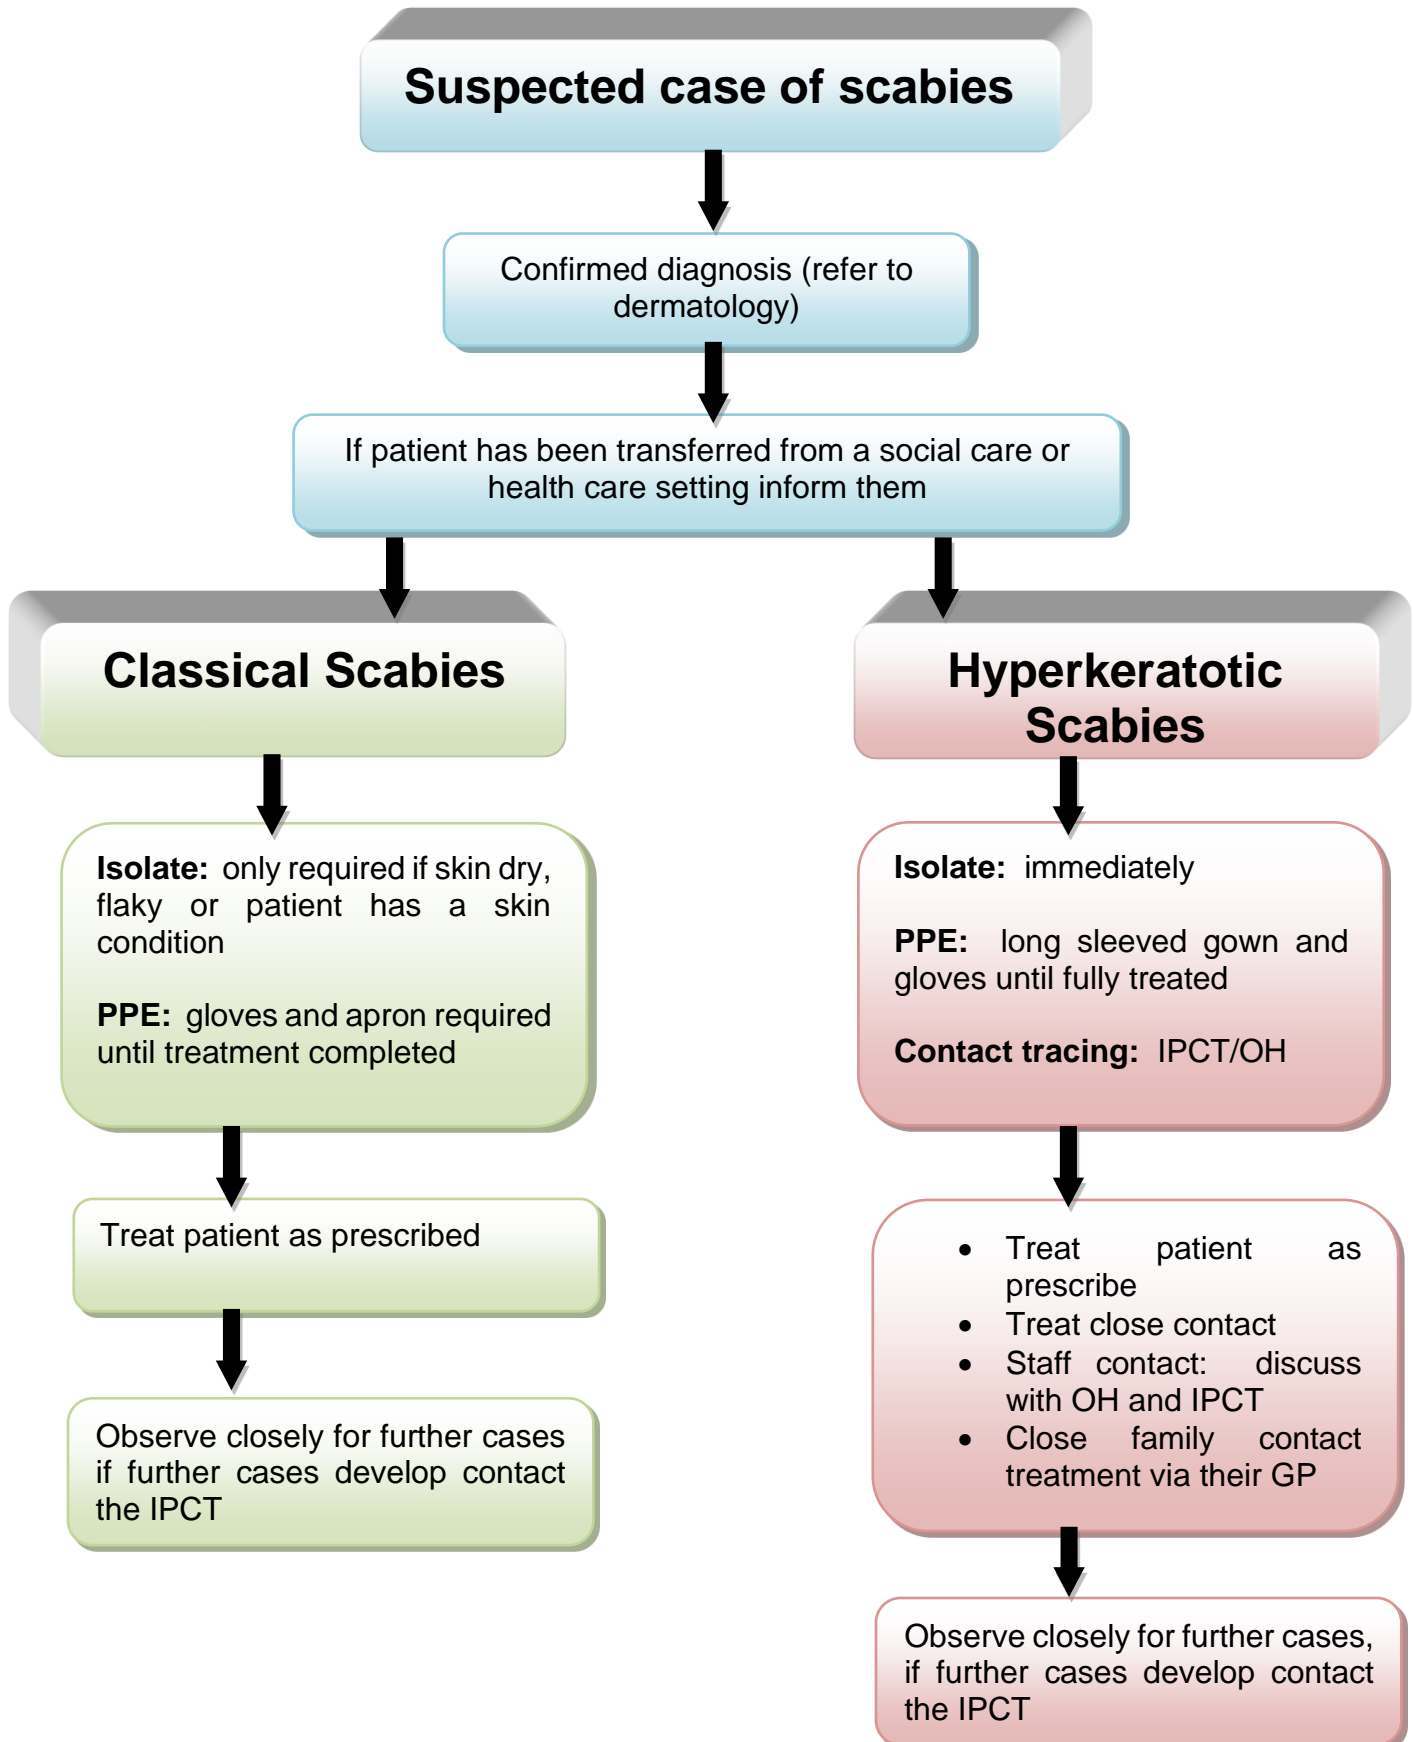 Suspected case of scabies
Confirmed diagnosis (refer to
dermatology)
If patient has been transferred from a social care or
health care setting inform them
Classical Scabies
Isolate: only required if skin dry,
flaky or patient has a skin
condition
PPE: gloves and apron required
until treatment completed
Treat patient as prescribed
Observe closely for further cases
if further cases develop contact
the IPCT
Hyperkeratotic
Scabies
Isolate: immediately
PPE: long sleeved gown and
gloves until fully treated
Contact tracing: IPCT/OH
• Treat patient as
prescribe
• Treat close contact
• Staff contact: discuss
with OH and IPCT
• Close family contact
treatment via their GP
Observe closely for further cases,
if further cases develop contact
the IPCT